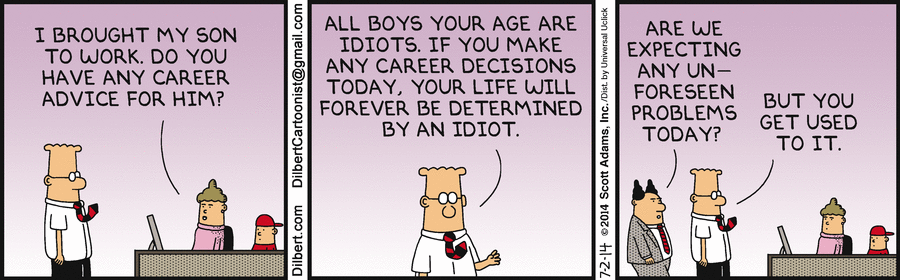 I BROUGHT MY SON
TO WORK. DO YOU
HAVE ANY CAREER
ADVICE FOR HIM?
Dilbert.com DilbertCartoonist@gmail.com
ALL BOYS YOUR AGE ARE
IDIOTS. IF YOU MAKE
ANY CAREER DECISIONS
TODAY, YOUR LIFE WILL
FOREVER BE DETERMINED
BY AN IDIOT.
7-2-14 ©2014 Scott Adams, Inc. /Dist. by Universal Uclick
ARE WE
EXPECTING
ANY UN-
FORESEEN
PROBLEMS
TODAY?
BUT YOU
GET USED
TO IT.